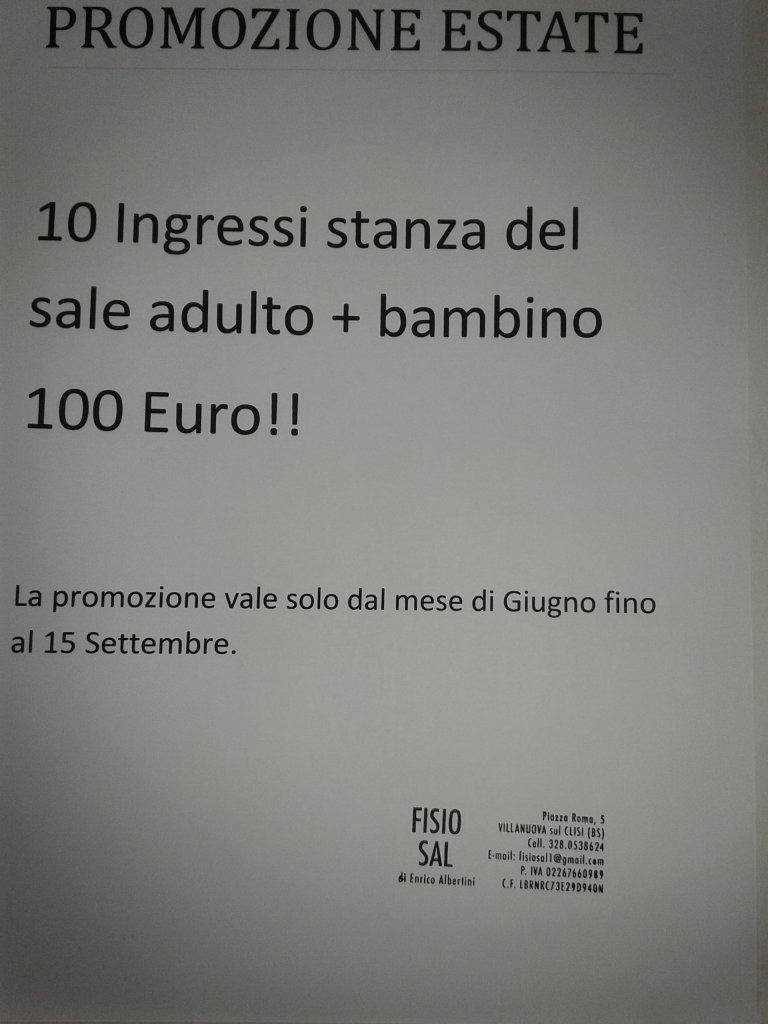 PROMOZIONE ESTATE
10 Ingressi stanza del
sale adulto + bambino
100 Euro!!
La promozione vale solo dal mese di Giugno fino
al 15 Settembre.
FISIO
SAL
di Enrico Albertini
Piazza Roma, 5
VILLANUOVA sul CLISI (BS)
Cell. 328.0538624
E-mail: fisiosal1@gmail.com
P. IVA 02267660989
C.F. LBRNRC73E29D940N